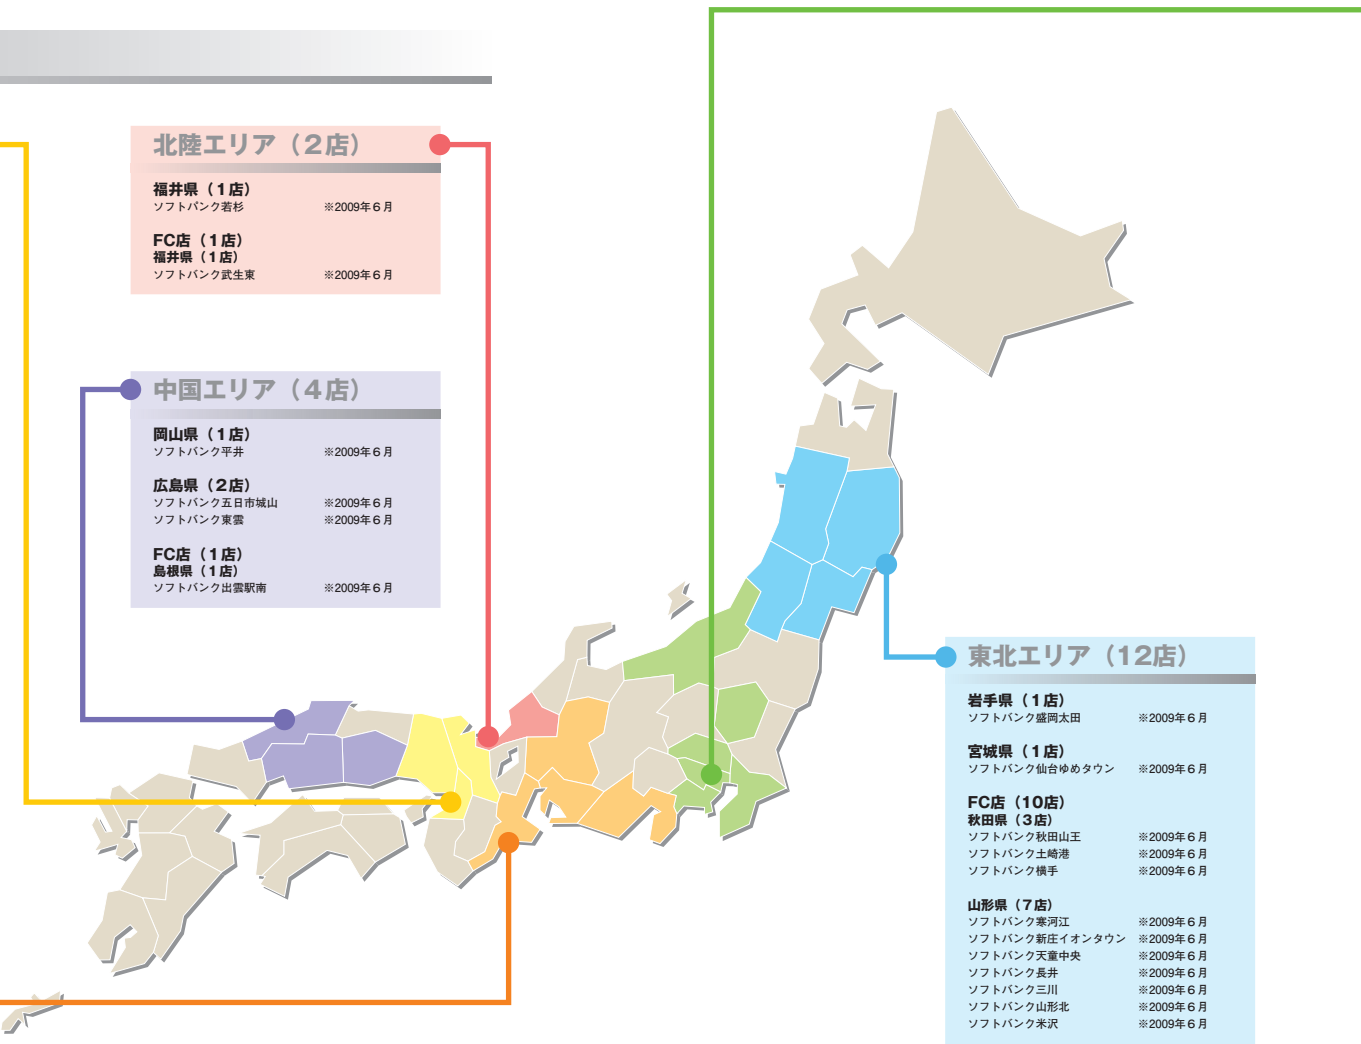 北陸エリア（2店）
福井県（1店）
ソフトバンク若杉 ※2009年6月
FC店（1店）
福井県（1店）
ソフトバンク武生東 ※2009年6月
中国エリア（4店）
岡山県（1店）
ソフトバンク平井 ※2009年6月
広島県（2店）
ソフトバンク五日市城山 ※2009年6月
ソフトバンク東雲 ※2009年6月
FC店（1店）
島根県（1店）
ソフトバンク出雲駅南 ※2009年6月
東北エリア（12店）
岩手県（1店）
ソフトバンク盛岡太田 ※2009年6月
宮城県（1店）
ソフトバンク仙台ゆめタウン ※2009年6月
FC店（10店）
秋田県（3店）
ソフトバンク秋田山王 ※2009年6月
ソフトバンク土崎港 ※2009年6月
ソフトバンク横手 ※2009年6月
山形県（7店）
ソフトバンク寒河江 ※2009年6月
ソフトバンク新庄イオンタウン ※2009年6月
ソフトバンク天童中央 ※2009年6月
ソフトバンク長井 ※2009年6月
ソフトバンク三川 ※2009年6月
ソフトバンク山形北 ※2009年6月
ソフトバンク米沢 ※2009年6月